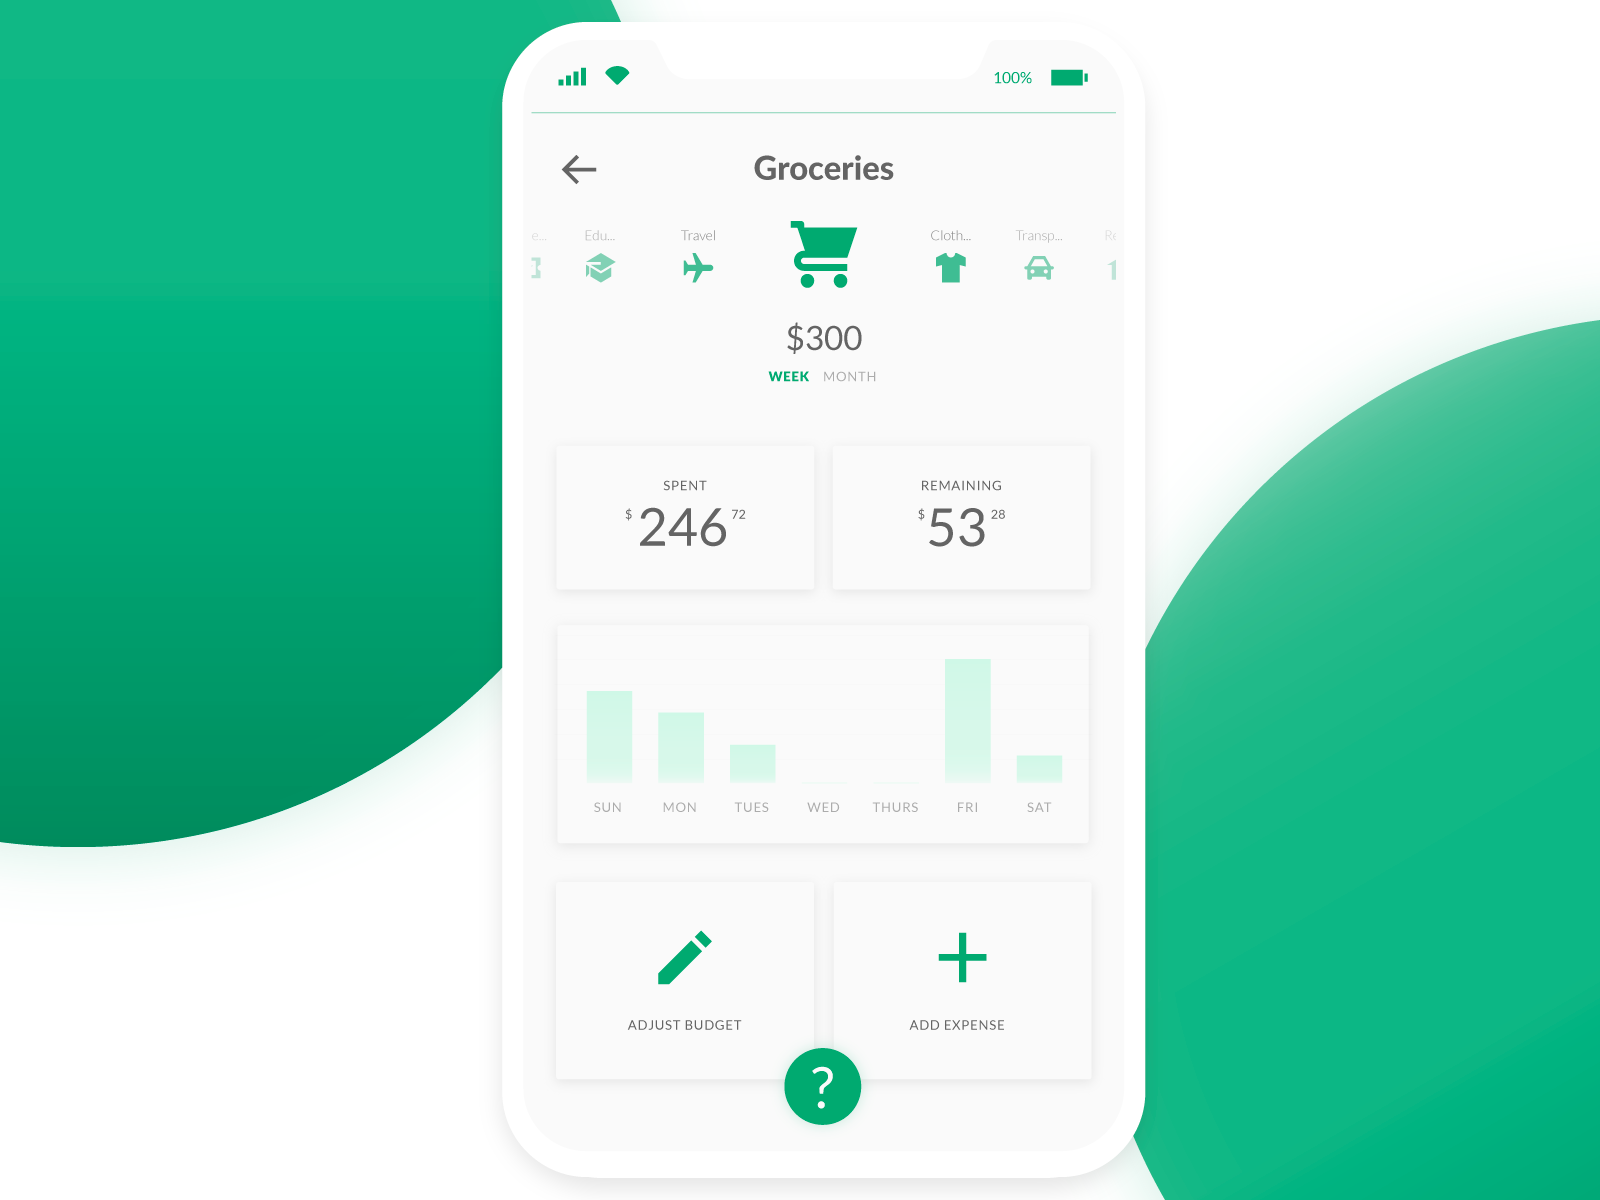 100%
Groceries
e... Edu... Travel Cloth... Transp... Re
$300
WEEK MONTH
SPENT
$ 246 72
REMAINING
$ 53 28
SUN MON TUES WED THURS FRI SAT
ADJUST BUDGET
ADD EXPENSE
?